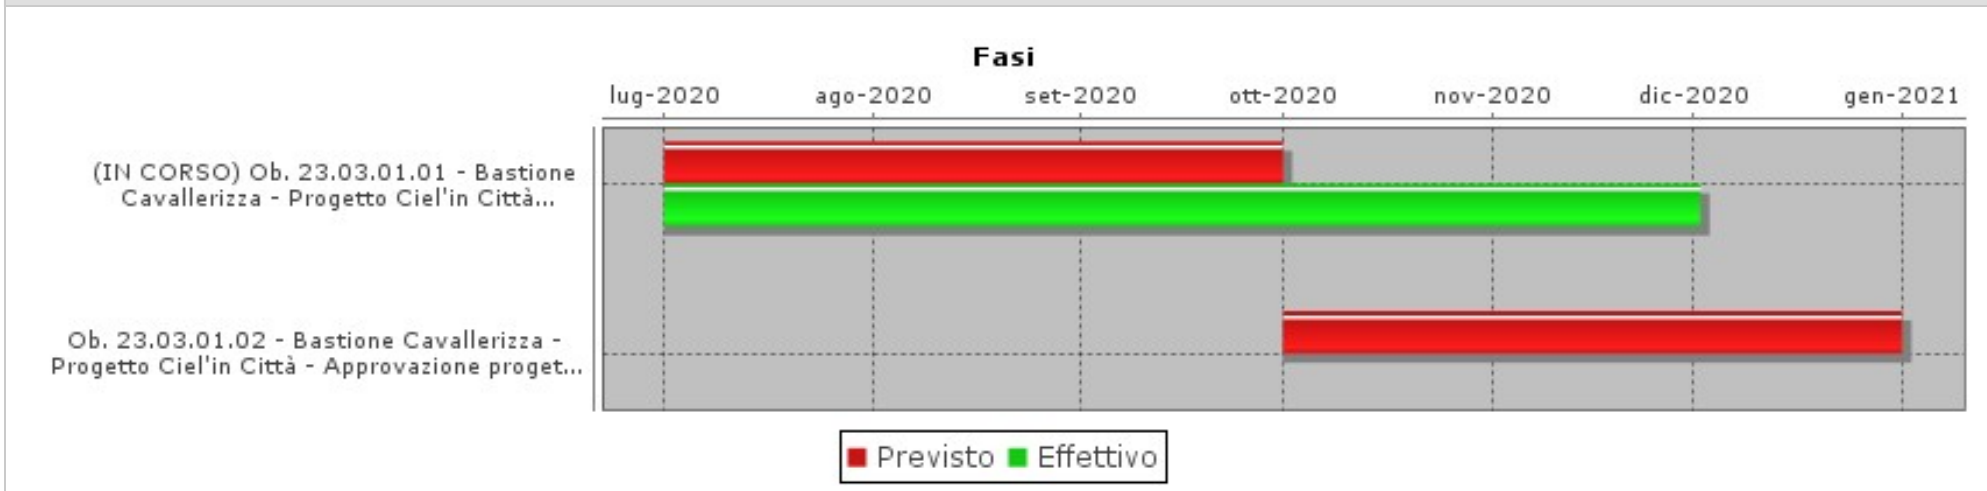 Fasi
lug-2020 ago-2020 set-2020 ott-2020 nov-2020 dic-2020 gen-2021
(IN CORSO) Ob. 23.03.01.01 - Bastione
Cavallerizza - Progetto Ciel'in Città...
Ob. 23.03.01.02 - Bastione Cavallerizza -
Progetto Ciel'in Città - Approvazione proget...
Previsto Effettivo